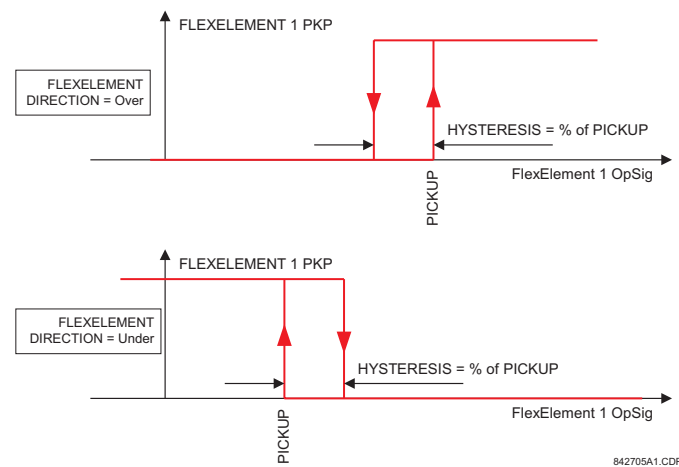 FLEXELEMENT 1 PKP
FLEXELEMENT
DIRECTION = Over
HYSTERESIS = % of PICKUP
FlexElement 1 OpSig
PICKUP
FLEXELEMENT 1 PKP
FLEXELEMENT
DIRECTION = Under
HYSTERESIS = % of PICKUP
FlexElement 1 OpSig
PICKUP
842705A1.CDR